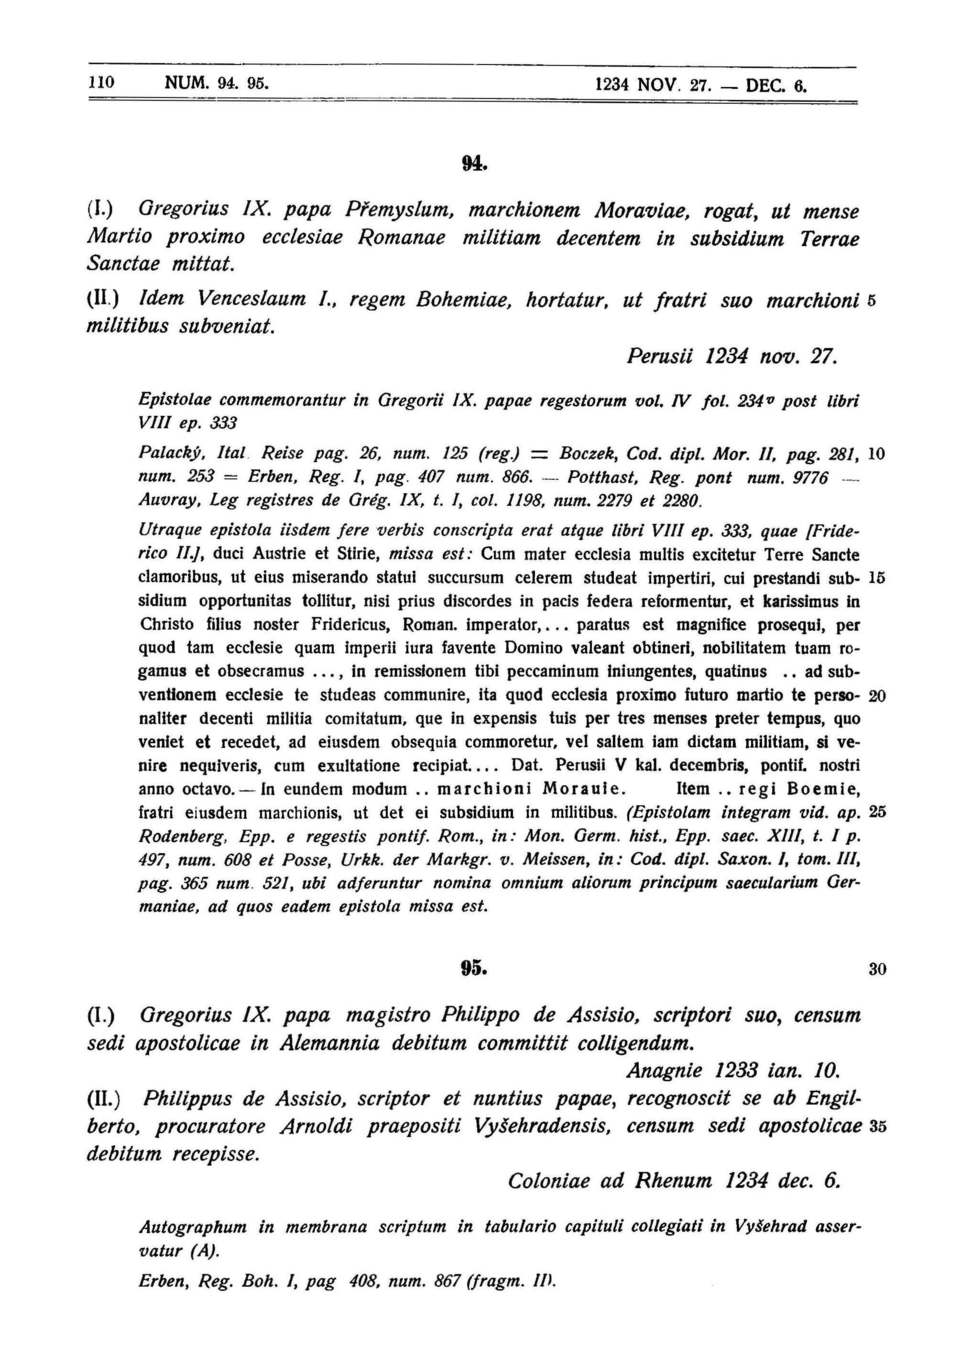 110 NUM. 94. 95. 1234 NOV. 27. — DEC. 6.
94.
(I.) Gregorius IX. papa Přemyslum, marchionem Moraviae, rogat, ut mense
Martio proximo ecclesiae Romanae militiam decentem in subsidium Terrae
Sanctae mittat.
(II.) Idem Venceslaum I., regem Bohemiae, hortatur, ut fratri suo marchioni 5
militibus subveniat.
Perusii 1234 nov. 27.
Epistolae commemorantur in Gregorii IX. papae regestorum vol. IV fol. 234v post libri
VIII ep. 333
Palacký, Ital Reise pag. 26, num. 125 (reg.) = Boczek, Cod. dipl. Mor. II, pag. 281, 10
num. 253 = Erben, Reg. I, pag. 407 num. 866. — Potthast, Reg. pont num. 9776 —
Auvray, Leg registres de Grég. IX, t. I, col. 1198, num. 2279 et 2280.
Utraque epistola iisdem fere verbis conscripta erat atque libri VIII ep. 333, quae [Fride-
rico II.], duci Austrie et Stirie, missa est: Cum mater ecclesia multis excitetur Terre Sancte
clamoribus, ut eius miserando statui succursum celerem studeat impertiri, cui prestandi sub- 15
sidium opportunitas tollitur, nisi prius discordes in pacis federa reformentur, et karissimus in
Christo filius noster Fridericus, Roman. imperator,... paratus est magnifice prosequi, per
quod tam ecclesie quam imperii iura favente Domino valeant obtineri, nobilitatem tuam ro-
gamus et obsecramus ..., in remissionem tibi peccaminum iniungentes, quatinus .. ad sub-
ventionem ecclesie te studeas communire, ita quod ecclesia proximo futuro martio te perso- 20
naliter decenti militia comitatum, que in expensis tuis per tres menses preter tempus, quo
veniet et recedet, ad eiusdem obsequia commoretur, vel saltem iam dictam militiam, si ve-
nire nequiveris, cum exultatione recipiat.... Dat. Perusii V kal. decembris, pontif. nostri
anno octavo. — In eundem modum .. marchioni Morauie. Item .. regi Boemie,
fratri eiusdem marchionis, ut det ei subsidium in militibus. (Epistolam integram vid. ap. 25
Rodenberg, Epp. e regestis pontif. Rom., in: Mon. Germ. hist., Epp. saec. XIII, t. I p.
497, num. 608 et Posse, Urkk. der Markgr. v. Meissen, in: Cod. dipl. Saxon. I, tom. III,
pag. 365 num. 521, ubi adferuntur nomina omnium aliorum principum saecularium Ger-
maniae, ad quos eadem epistola missa est.
95. 30
(I.) Gregorius IX. papa magistro Philippo de Assisio, scriptori suo, censum
sedi apostolicae in Alemannia debitum committit colligendum.
Anagnie 1233 ian. 10.
(II.) Philippus de Assisio, scriptor et nuntius papae, recognoscit se ab Engil-
berto, procuratore Arnoldi praepositi Vyšehradensis, censum sedi apostolicae 35
debitum recepisse.
Coloniae ad Rhenum 1234 dec. 6.
Autographum in membrana scriptum in tabulario capituli collegiati in Vyšehrad asser-
vatur (A).
Erben, Reg. Boh. I, pag 408, num. 867 (fragm. II).